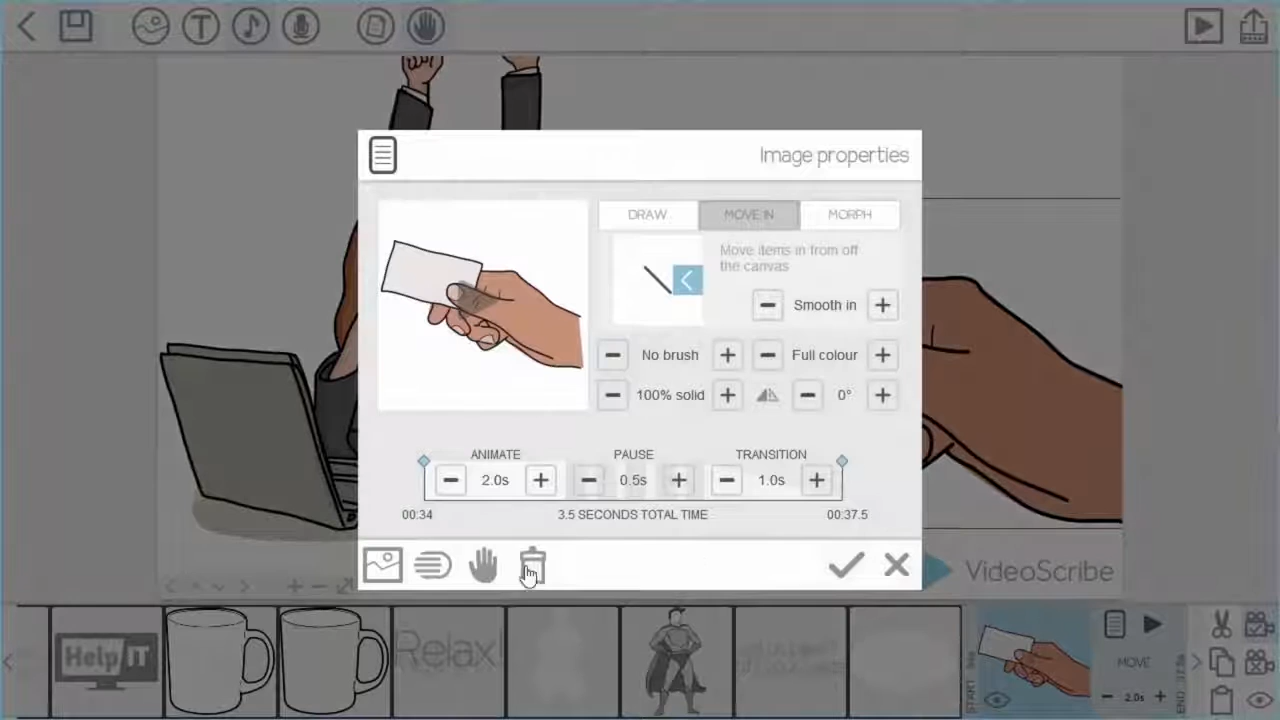 T
Image properties
DRAW MOVE IN MORPH
Move items in from off
the canvas
Smooth in
No brush Full colour
100% solid 0°
ANIMATE PAUSE TRANSITION
2.0s 0.5s 1.0s
00:34 3.5 SECONDS TOTAL TIME 00:37.5
VideoScribe
Help IT
Relax!
MOVE
2.0s
START
END